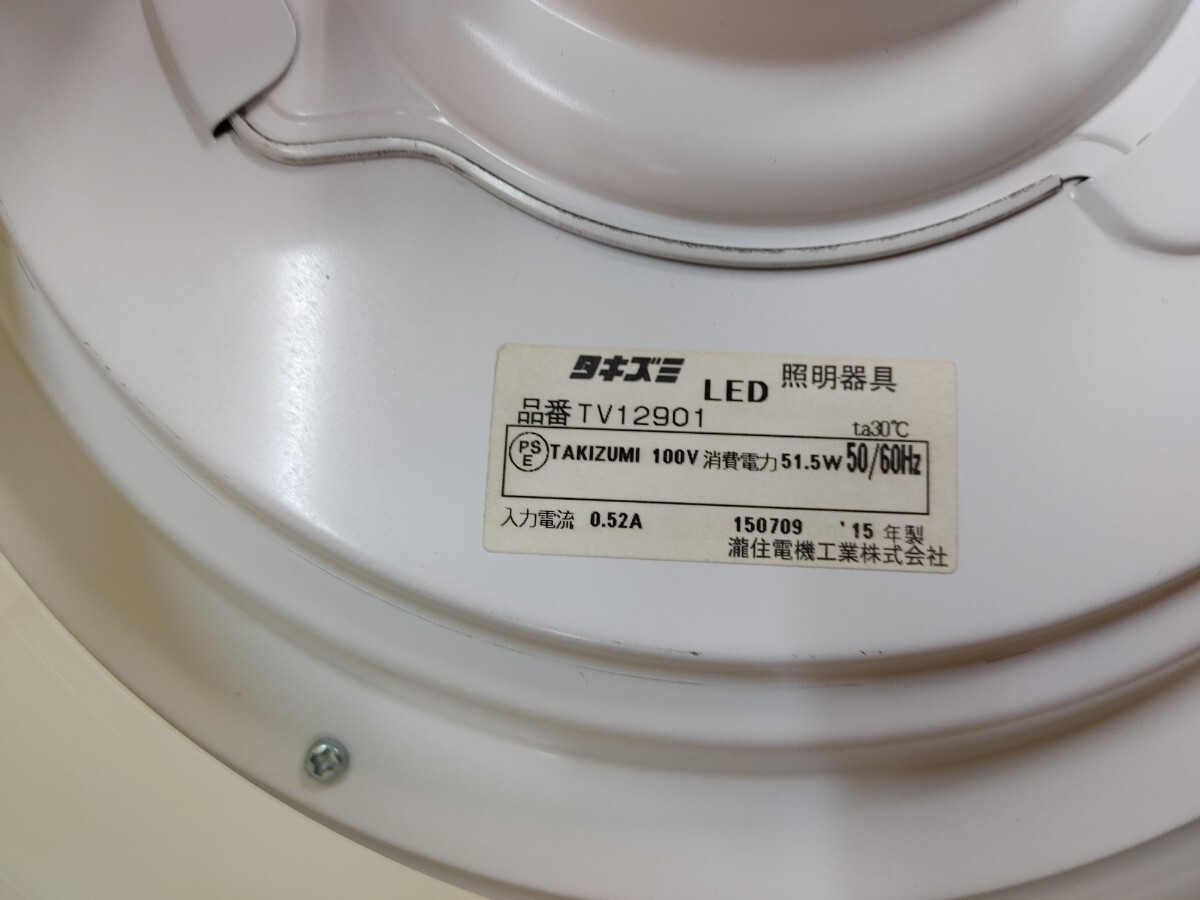 タキズミ LED 照明器具
品番 TV12901 ta30℃
PS E TAKIZUMI 100V 消費電力 51.5W 50/60Hz
入力電流 0.52A 150709 '15 年製
瀧住電機工業株式会社